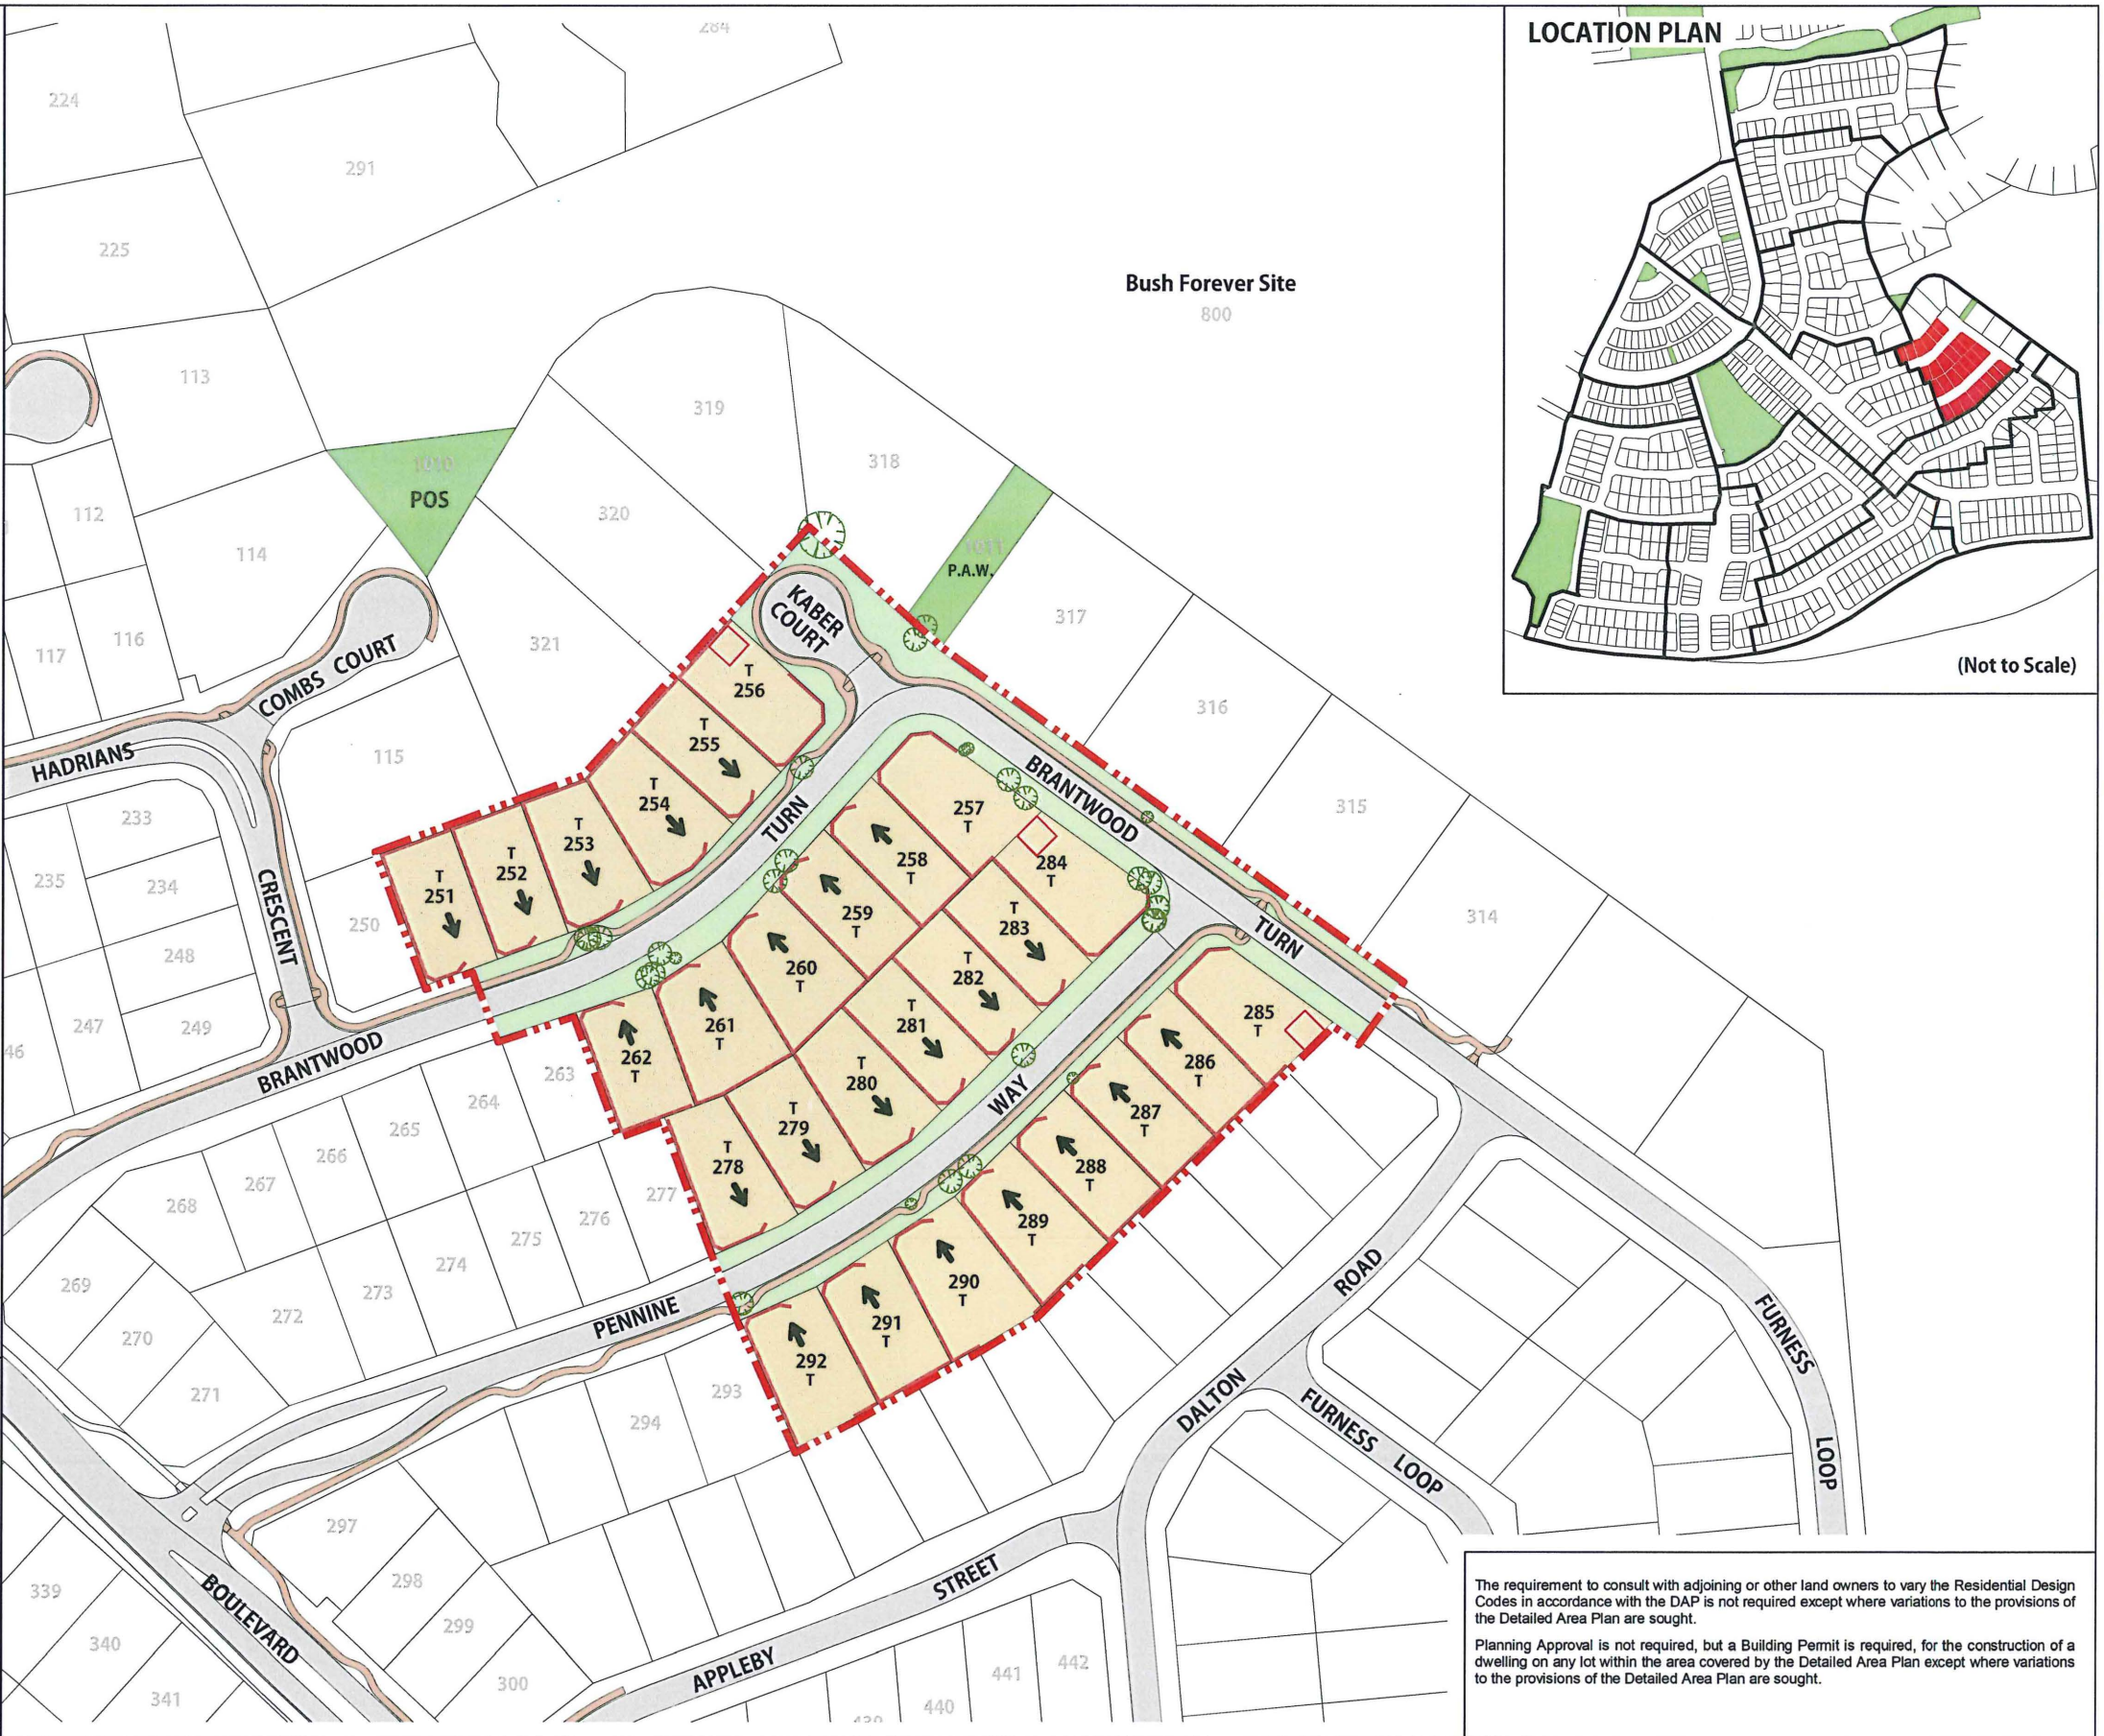 284
224
291
225
Bush Forever Site
800
113
319
318
1010
POS
112
320
114
1011
P.A.W.
317
KABER
COURT
117
116
321
COMBS COURT
T
256
316
HADRIANS
115
T
255
BRANTWOOD
TURN
315
233
T
254
257
T
T
253
258
T
284
T
235
234
T
252
T
251
CRESCENT
259
T
T
283
TURN
314
250
248
260
T
T
282
247
249
261
T
T
281
285
T
46
BRANTWOOD
262
T
263
264
T
280
286
T
265
WAY
T
279
287
T
266
T
278
288
T
267
268
277
276
275
289
T
274
269
273
272
290
T
DALTON ROAD
270
PENNINE
291
T
FURNESS
LOOP
271
292
T
293
294
FURNESS LOOP
297
298
299
300
BOULEVARD
339
340
341
APPLEBY STREET
442
441
440
439
LOCATION PLAN
(Not to Scale)
The requirement to consult with adjoining or other land owners to vary the Residential Design
Codes in accordance with the DAP is not required except where variations to the provisions of
the Detailed Area Plan are sought.
Planning Approval is not required, but a Building Permit is required, for the construction of a
dwelling on any lot within the area covered by the Detailed Area Plan except where variations
to the provisions of the Detailed Area Plan are sought.